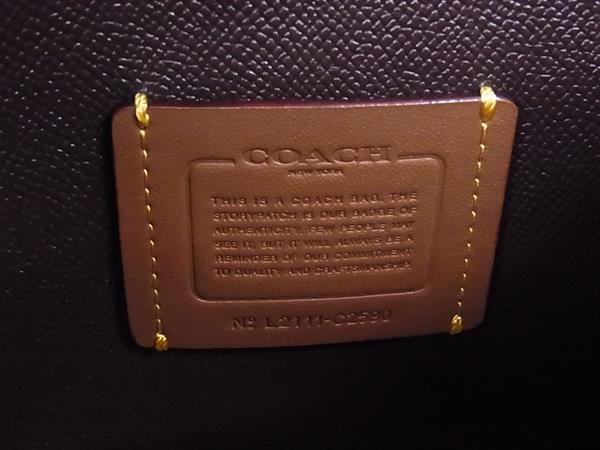 COACH
NEW YORK
THIS IS A COACH BAG. THE
STORYPATCH IS OUR BADGE OF
AUTHENTICITY. FEW PEOPLE MAY
SEE IT, BUT IT WILL ALWAYS BE A
REMINDER OF OUR COMMITMENT
TO QUALITY AND CRAFTSMANSHIP.
Nº L2111-C2590